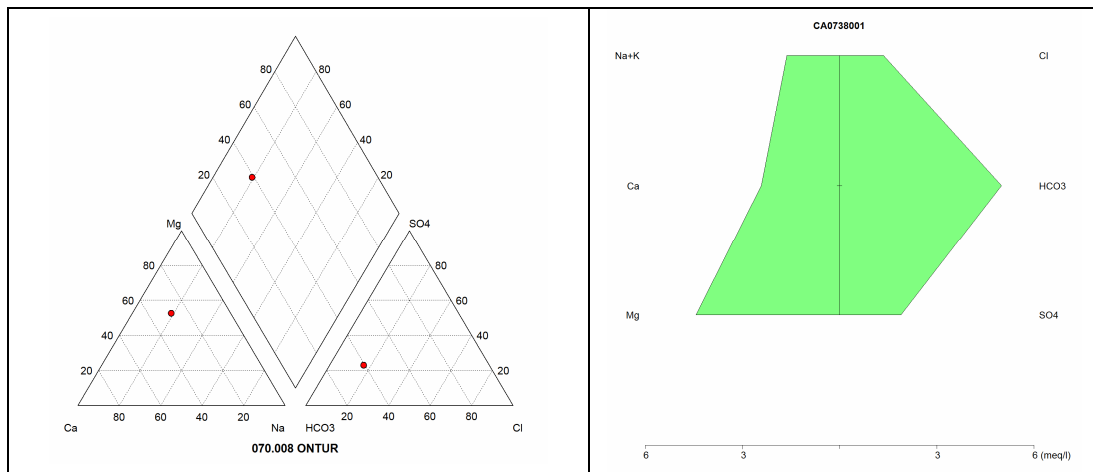 80 80
60 60
40 40
20 20
Mg SO4
80 80
60 60
40 40
20 20
80 60 40 20 20 40 60 80
Ca Na HCO3 Cl
070.008 ONTUR
CA0738001
Na+K Cl
Ca HCO3
Mg SO4
6 3 3 6 (meq/l)